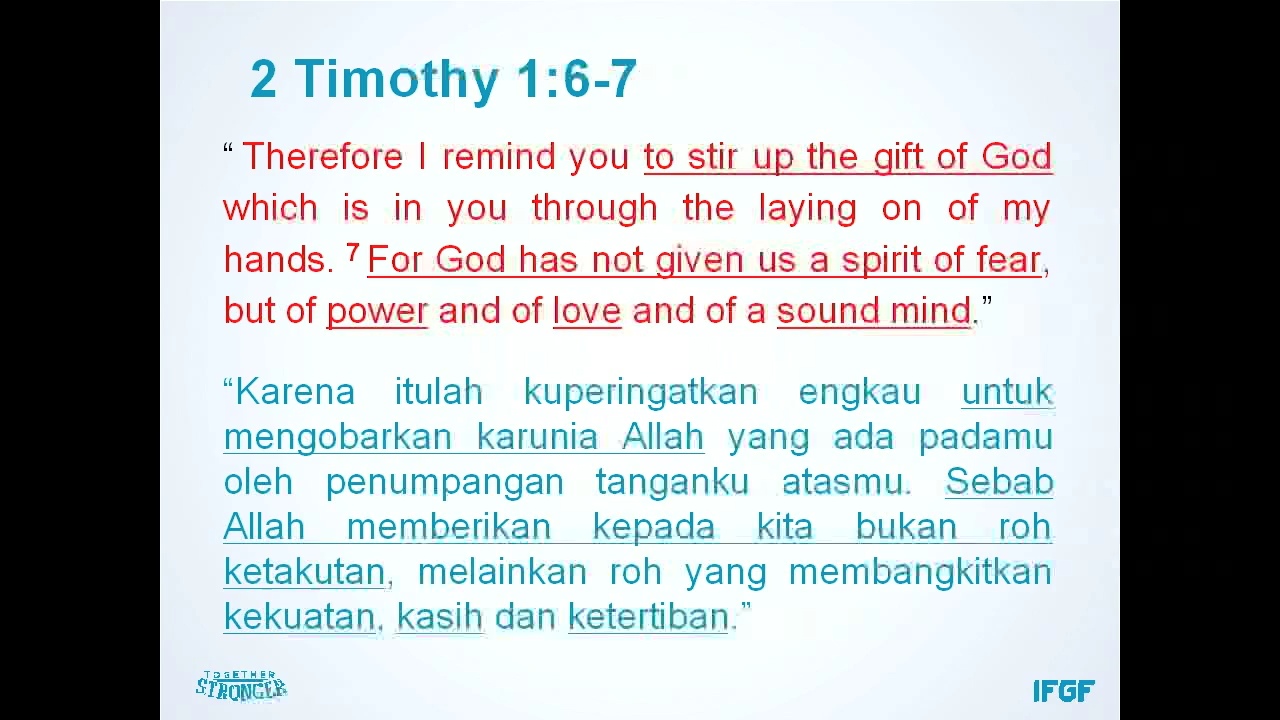 2 Timothy 1:6-7
“ Therefore I remind you to stir up the gift of God
which is in you through the laying on of my
hands. 7 For God has not given us a spirit of fear,
but of power and of love and of a sound mind.”
“Karena itulah kuperingatkan engkau untuk
mengobarkan karunia Allah yang ada padamu
oleh penumpangan tanganku atasmu. Sebab
Allah memberikan kepada kita bukan roh
ketakutan, melainkan roh yang membangkitkan
kekuatan, kasih dan ketertiban.”
TOGETHER
STRONGER
IFGF